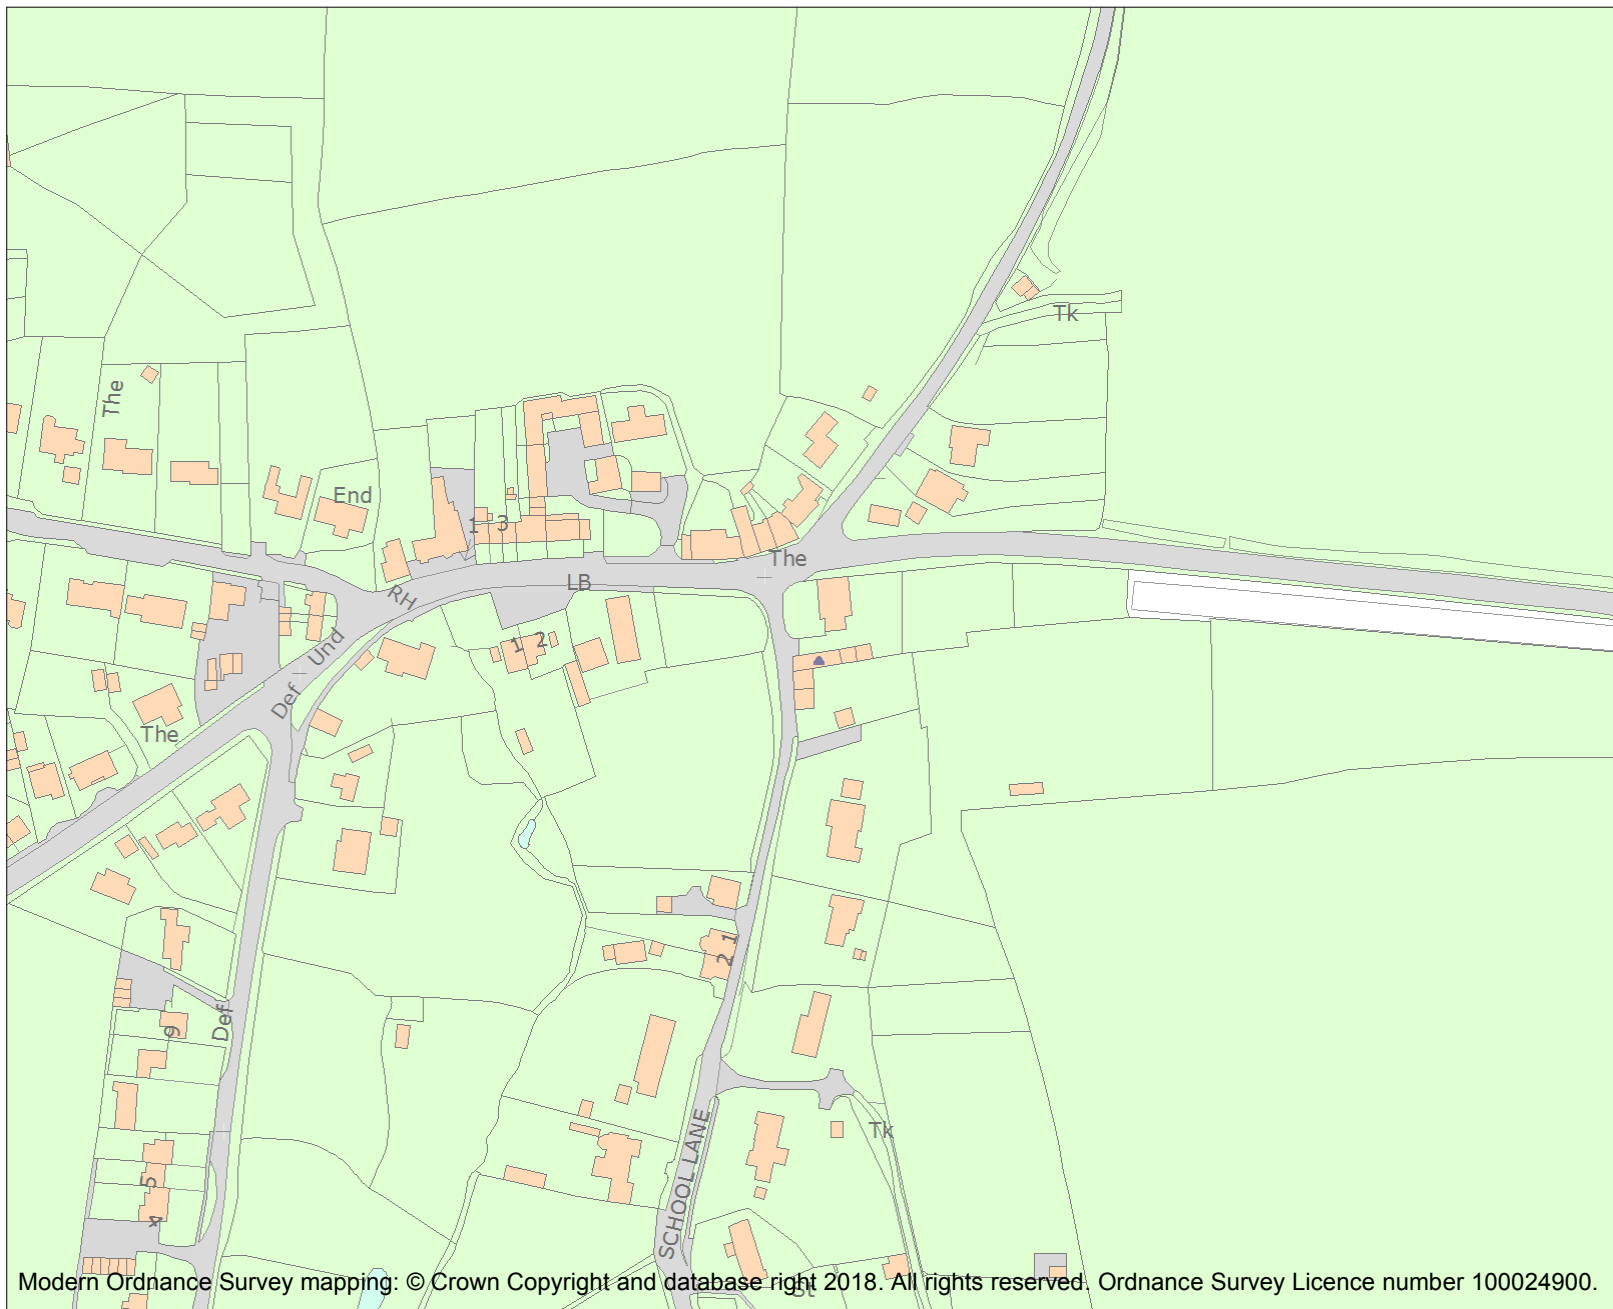 Tk
The
End
1
3
The
LB
RH
1
2
Und
Def
The
2 1
9
Def
SCHOOL LANE
Tk
5
4
St
Modern Ordnance Survey mapping: © Crown Copyright and database right 2018. All rights reserved. Ordnance Survey Licence number 100024900.